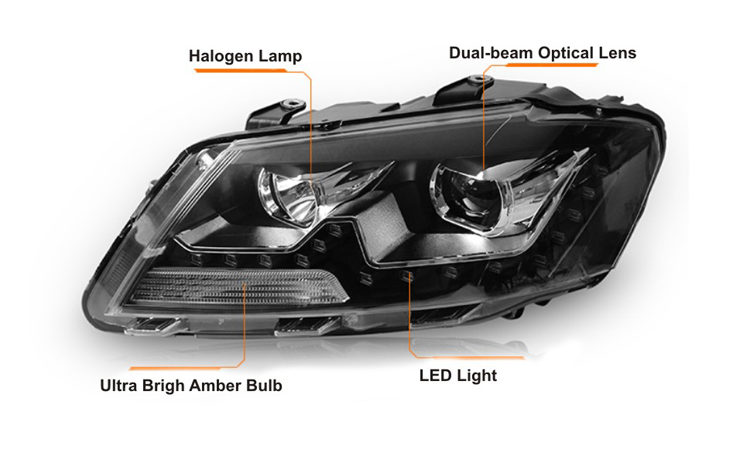 Halogen Lamp
Dual-beam Optical Lens
Ultra Brigh Amber Bulb
LED Light